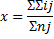 x = ΣΣij / Σnj